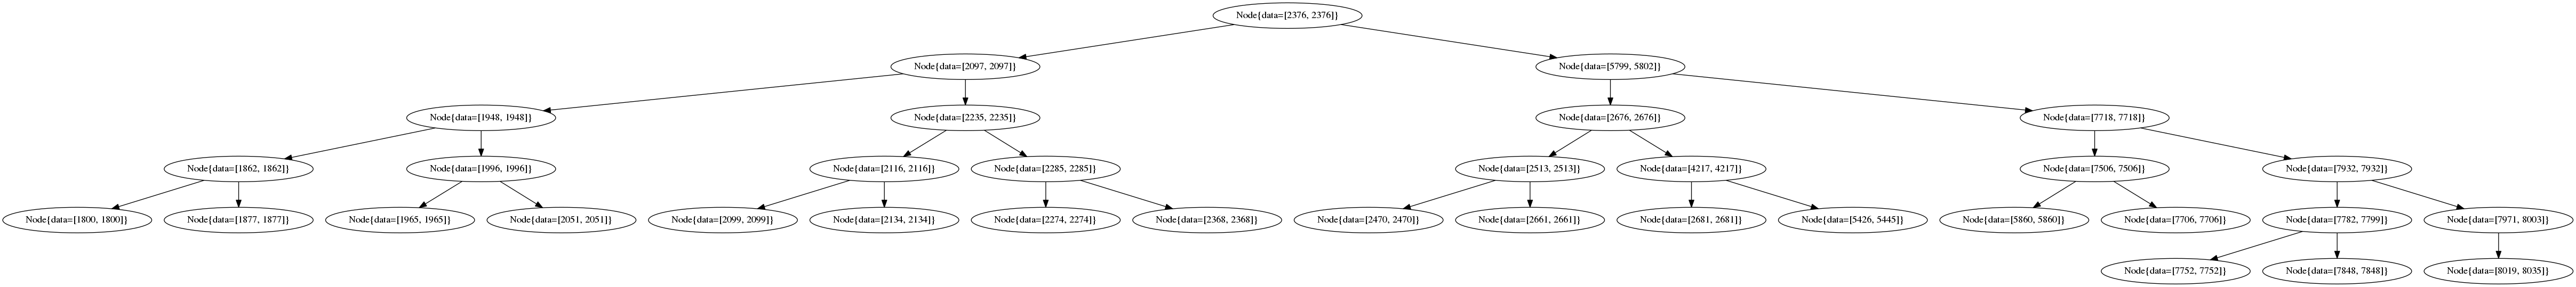 Node{data=[2376, 2376]}
Node{data=[2097, 2097]}
Node{data=[5799, 5802]}
Node{data=[1948, 1948]}
Node{data=[2235, 2235]}
Node{data=[2676, 2676]}
Node{data=[7718, 7718]}
Node{data=[1862, 1862]}
Node{data=[1996, 1996]}
Node{data=[2116, 2116]}
Node{data=[2285, 2285]}
Node{data=[2513, 2513]}
Node{data=[4217, 4217]}
Node{data=[7506, 7506]}
Node{data=[7932, 7932]}
Node{data=[1800, 1800]}
Node{data=[1877, 1877]}
Node{data=[1965, 1965]}
Node{data=[2051, 2051]}
Node{data=[2099, 2099]}
Node{data=[2134, 2134]}
Node{data=[2274, 2274]}
Node{data=[2368, 2368]}
Node{data=[2470, 2470]}
Node{data=[2661, 2661]}
Node{data=[2681, 2681]}
Node{data=[5426, 5445]}
Node{data=[5860, 5860]}
Node{data=[7706, 7706]}
Node{data=[7782, 7799]}
Node{data=[7971, 8003]}
Node{data=[7752, 7752]}
Node{data=[7848, 7848]}
Node{data=[8019, 8035]}